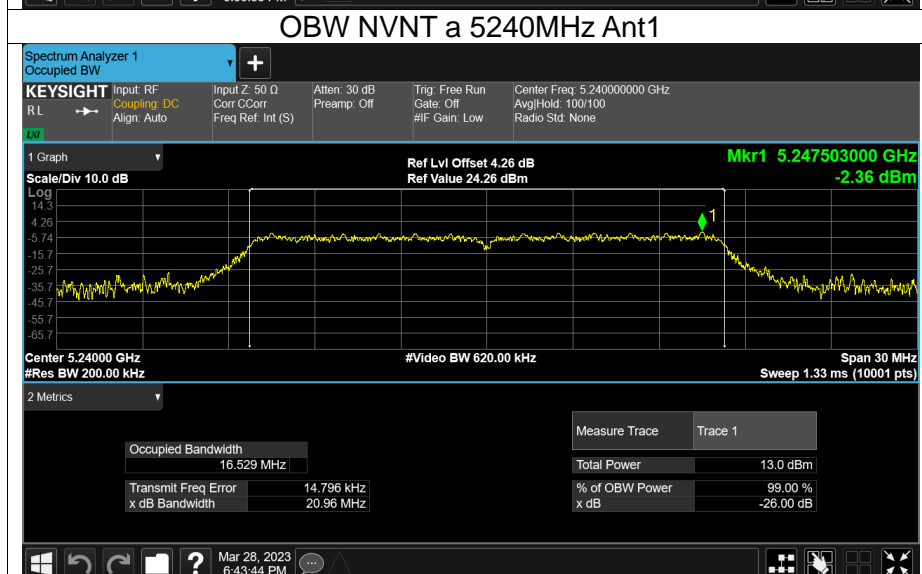 OBW NVNT a 5240MHz Ant1
Spectrum Analyzer 1
Occupied BW
+
KEYSIGHT
R L
LXI
Input: RF
Coupling: DC
Align: Auto
Input Z: 50 Ω
Corr CCorr
Freq Ref: Int (S)
Atten: 30 dB
Preamp: Off
Trig: Free Run
Gate: Off
#IF Gain: Low
Center Freq: 5.240000000 GHz
Avg|Hold: 100/100
Radio Std: None
1 Graph
Scale/Div 10.0 dB
Ref Lvl Offset 4.26 dB
Ref Value 24.26 dBm
Mkr1 5.247503000 GHz
-2.36 dBm
Log
14.3
4.26
-5.74
-15.7
-25.7
-35.7
-45.7
-55.7
-65.7
1
Center 5.24000 GHz
#Res BW 200.00 kHz
#Video BW 620.00 kHz
Span 30 MHz
Sweep 1.33 ms (10001 pts)
2 Metrics
Occupied Bandwidth
16.529 MHz
Transmit Freq Error 14.796 kHz
x dB Bandwidth 20.96 MHz
Measure Trace Trace 1
Total Power 13.0 dBm
% of OBW Power 99.00 %
x dB -26.00 dB
?
Mar 28, 2023
6:43:44 PM